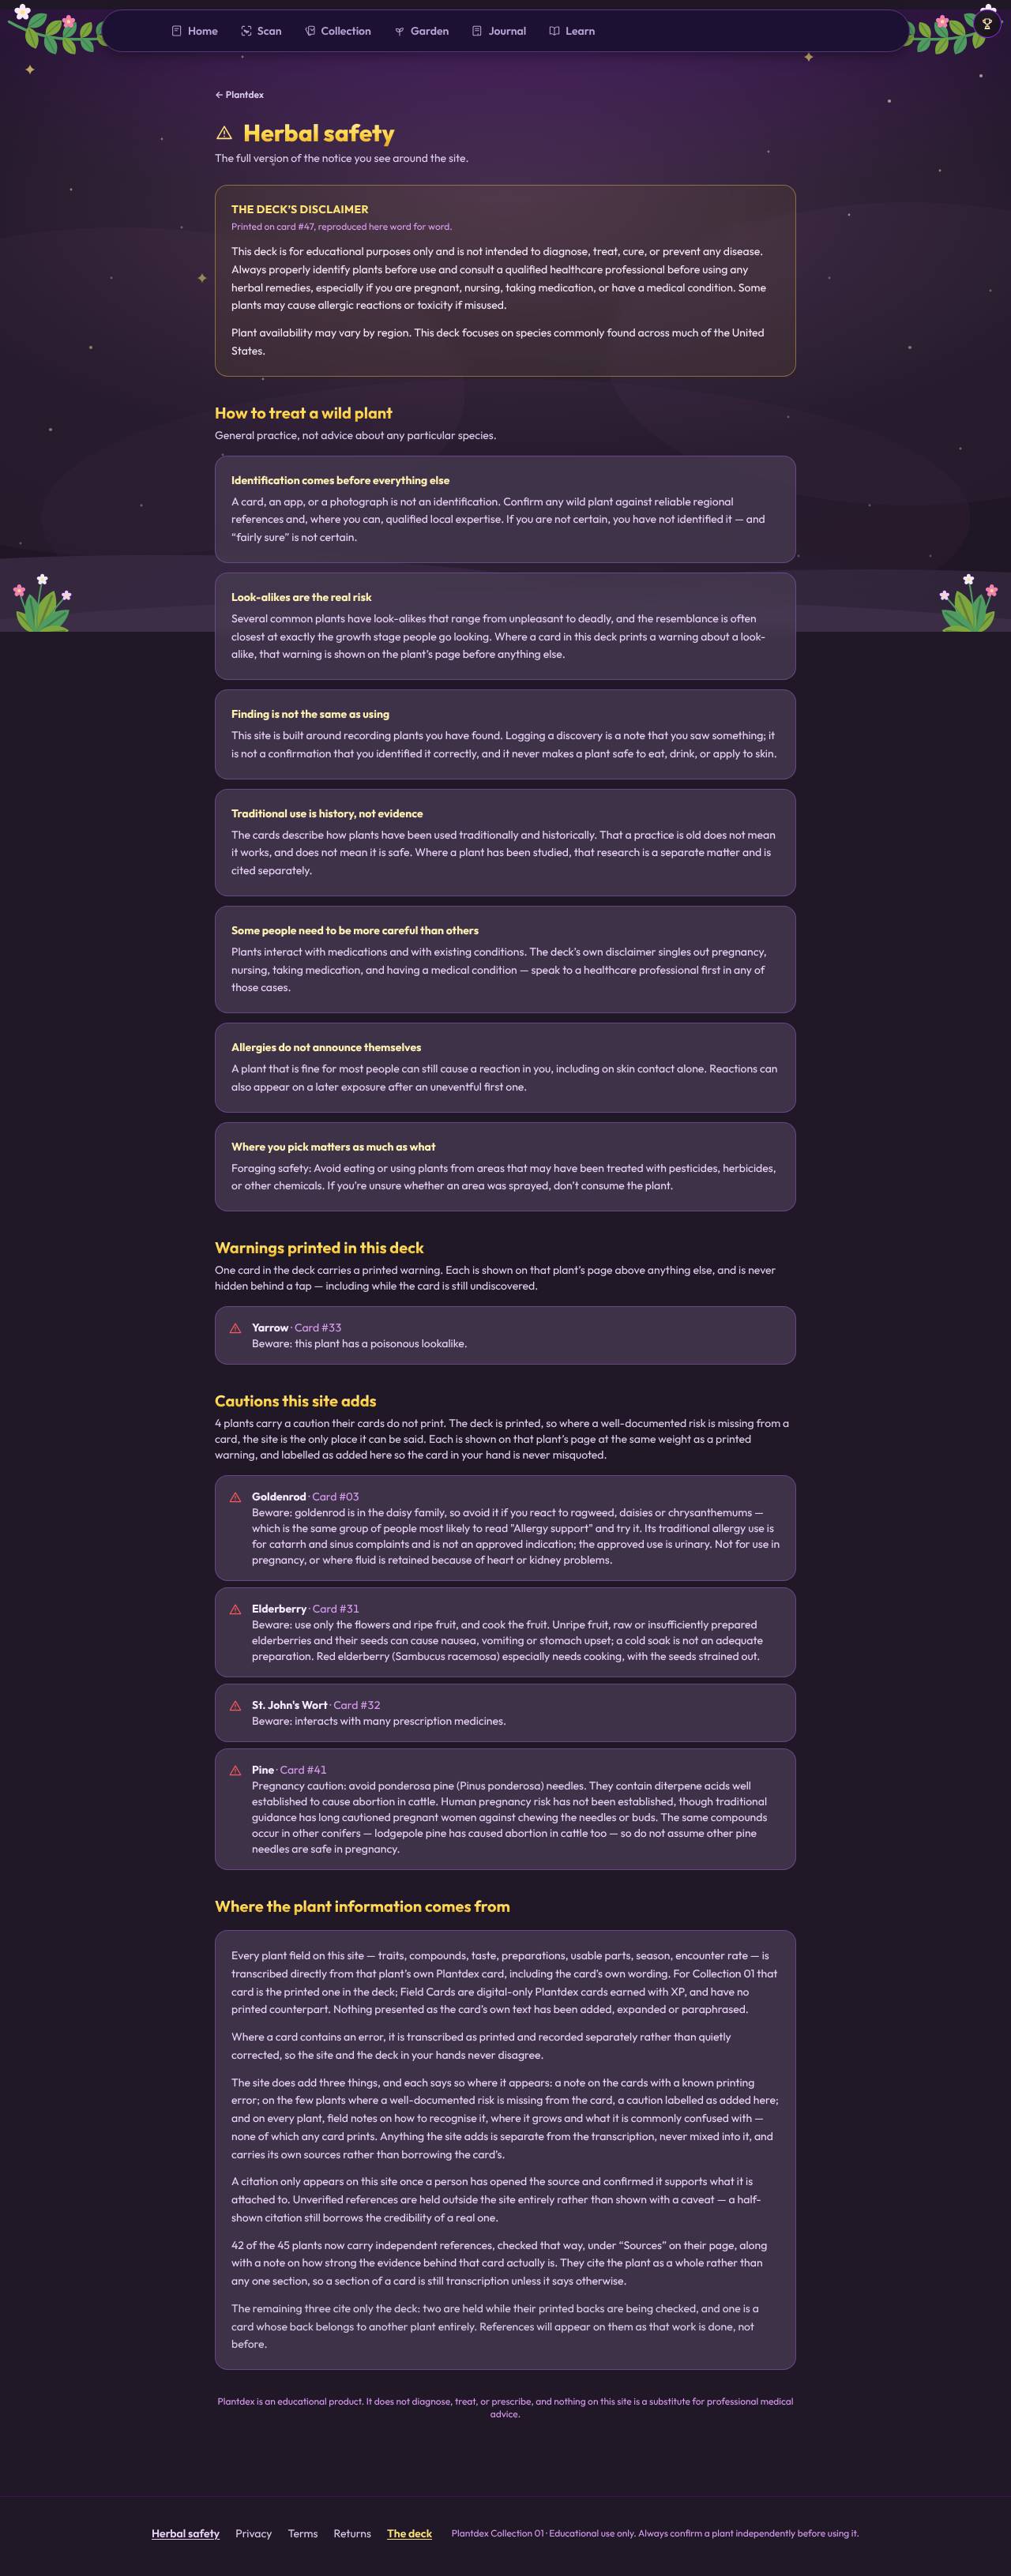 Home
Scan
Collection
Garden
Journal
Learn
← Plantdex
Herbal safety
The full version of the notice you see around the site.
THE DECK'S DISCLAIMER
Printed on card #47, reproduced here word for word.
This deck is for educational purposes only and is not intended to diagnose, treat, cure, or prevent any disease.
Always properly identify plants before use and consult a qualified healthcare professional before using any
herbal remedies, especially if you are pregnant, nursing, taking medication, or have a medical condition. Some
plants may cause allergic reactions or toxicity if misused.
Plant availability may vary by region. This deck focuses on species commonly found across much of the United
States.
How to treat a wild plant
General practice, not advice about any particular species.
Identification comes before everything else
A card, an app, or a photograph is not an identification. Confirm any wild plant against reliable regional
references and, where you can, qualified local expertise. If you are not certain, you have not identified it — and
“fairly sure” is not certain.
Look-alikes are the real risk
Several common plants have look-alikes that range from unpleasant to deadly, and the resemblance is often
closest at exactly the growth stage people go looking. Where a card in this deck prints a warning about a look-
alike, that warning is shown on the plant's page before anything else.
Finding is not the same as using
This site is built around recording plants you have found. Logging a discovery is a note that you saw something; it
is not a confirmation that you identified it correctly, and it never makes a plant safe to eat, drink, or apply to skin.
Traditional use is history, not evidence
The cards describe how plants have been used traditionally and historically. That a practice is old does not mean
it works, and does not mean it is safe. Where a plant has been studied, that research is a separate matter and is
cited separately.
Some people need to be more careful than others
Plants interact with medications and with existing conditions. The deck's own disclaimer singles out pregnancy,
nursing, taking medication, and having a medical condition — speak to a healthcare professional first in any of
those cases.
Allergies do not announce themselves
A plant that is fine for most people can still cause a reaction in you, including on skin contact alone. Reactions can
also appear on a later exposure after an uneventful first one.
Where you pick matters as much as what
Foraging safety: Avoid eating or using plants from areas that may have been treated with pesticides, herbicides,
or other chemicals. If you're unsure whether an area was sprayed, don't consume the plant.
Warnings printed in this deck
One card in the deck carries a printed warning. Each is shown on that plant's page above anything else, and is never
hidden behind a tap — including while the card is still undiscovered.
Yarrow · Card #33
Beware: this plant has a poisonous lookalike.
Cautions this site adds
4 plants carry a caution their cards do not print. The deck is printed, so where a well-documented risk is missing from a
card, the site is the only place it can be said. Each is shown on that plant's page at the same weight as a printed
warning, and labelled as added here so the card in your hand is never misquoted.
Goldenrod · Card #03
Beware: goldenrod is in the daisy family, so avoid it if you react to ragweed, daisies or chrysanthemums —
which is the same group of people most likely to read "Allergy support" and try it. Its traditional allergy use is
for catarrh and sinus complaints and is not an approved indication; the approved use is urinary. Not for use in
pregnancy, or where fluid is retained because of heart or kidney problems.
Elderberry · Card #31
Beware: use only the flowers and ripe fruit, and cook the fruit. Unripe fruit, raw or insufficiently prepared
elderberries and their seeds can cause nausea, vomiting or stomach upset; a cold soak is not an adequate
preparation. Red elderberry (Sambucus racemosa) especially needs cooking, with the seeds strained out.
St. John's Wort · Card #32
Beware: interacts with many prescription medicines.
Pine · Card #41
Pregnancy caution: avoid ponderosa pine (Pinus ponderosa) needles. They contain diterpene acids well
established to cause abortion in cattle. Human pregnancy risk has not been established, though traditional
guidance has long cautioned pregnant women against chewing the needles or buds. The same compounds
occur in other conifers — lodgepole pine has caused abortion in cattle too — so do not assume other pine
needles are safe in pregnancy.
Where the plant information comes from
Every plant field on this site — traits, compounds, taste, preparations, usable parts, season, encounter rate — is
transcribed directly from that plant's own Plantdex card, including the card's own wording. For Collection 01 that
card is the printed one in the deck; Field Cards are digital-only Plantdex cards earned with XP, and have no
printed counterpart. Nothing presented as the card's own text has been added, expanded or paraphrased.
Where a card contains an error, it is transcribed as printed and recorded separately rather than quietly
corrected, so the site and the deck in your hands never disagree.
The site does add three things, and each says so where it appears: a note on the cards with a known printing
error; on the few plants where a well-documented risk is missing from the card, a caution labelled as added here;
and on every plant, field notes on how to recognise it, where it grows and what it is commonly confused with —
none of which any card prints. Anything the site adds is separate from the transcription, never mixed into it, and
carries its own sources rather than borrowing the card's.
A citation only appears on this site once a person has opened the source and confirmed it supports what it is
attached to. Unverified references are held outside the site entirely rather than shown with a caveat — a half-
shown citation still borrows the credibility of a real one.
42 of the 45 plants now carry independent references, checked that way, under “Sources” on their page, along
with a note on how strong the evidence behind that card actually is. They cite the plant as a whole rather than
any one section, so a section of a card is still transcription unless it says otherwise.
The remaining three cite only the deck: two are held while their printed backs are being checked, and one is a
card whose back belongs to another plant entirely. References will appear on them as that work is done, not
before.
Plantdex is an educational product. It does not diagnose, treat, or prescribe, and nothing on this site is a substitute for professional medical
advice.
Herbal safety
Privacy
Terms
Returns
The deck
Plantdex Collection 01 · Educational use only. Always confirm a plant independently before using it.